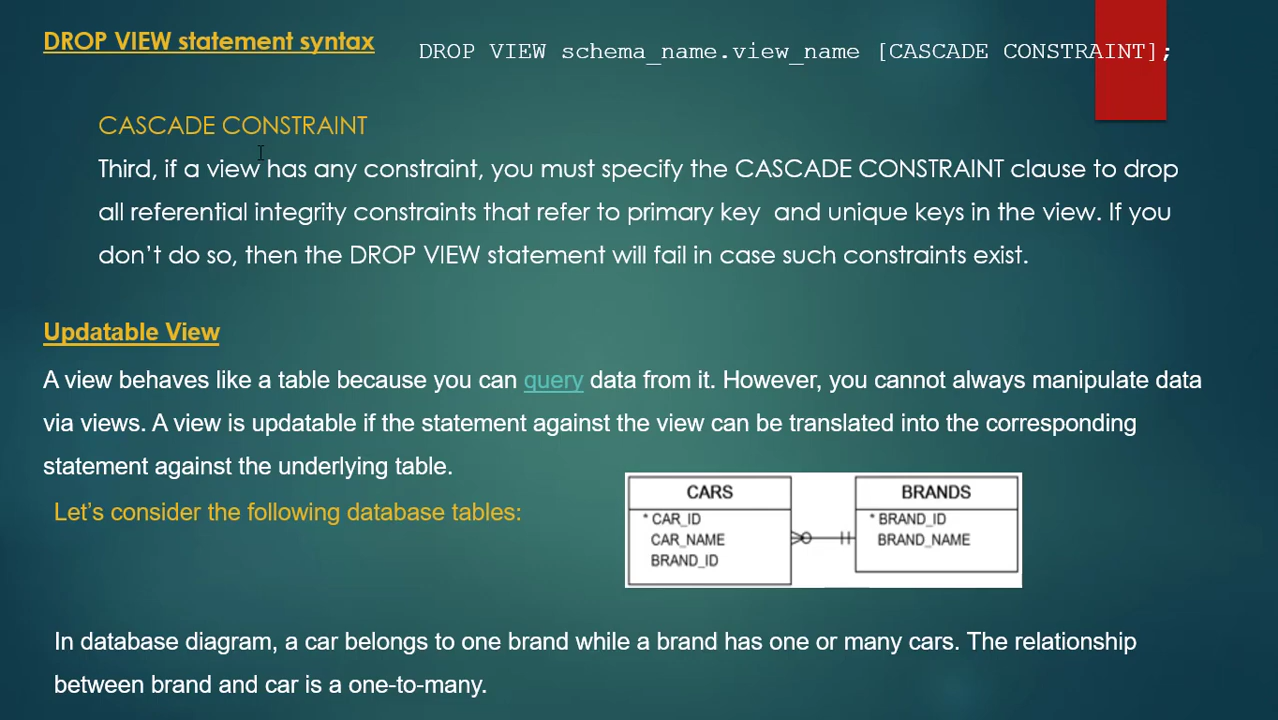 DROP VIEW statement syntax
DROP VIEW schema_name.view_name [CASCADE CONSTRAINT];
CASCADE CONSTRAINT
Third, if a view has any constraint, you must specify the CASCADE CONSTRAINT clause to drop
all referential integrity constraints that refer to primary key and unique keys in the view. If you
don't do so, then the DROP VIEW statement will fail in case such constraints exist.
Updatable View
A view behaves like a table because you can query data from it. However, you cannot always manipulate data
via views. A view is updatable if the statement against the view can be translated into the corresponding
statement against the underlying table.
Let's consider the following database tables:
CARS
* CAR_ID
CAR_NAME
BRAND_ID
BRANDS
* BRAND_ID
BRAND_NAME
In database diagram, a car belongs to one brand while a brand has one or many cars. The relationship
between brand and car is a one-to-many.